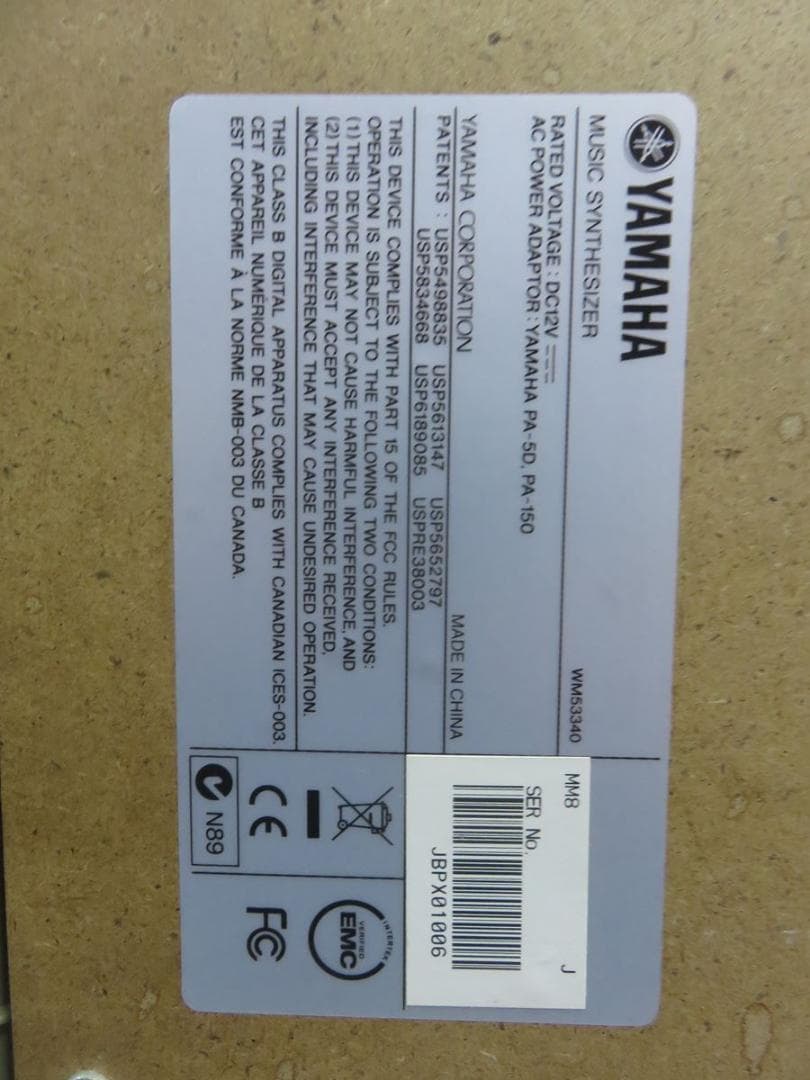 YAMAHA
MUSIC SYNTHESIZER
WM53340
RATED VOLTAGE : DC12V
AC POWER ADAPTOR : YAMAHA PA-5D, PA-150
YAMAHA CORPORATION
MADE IN CHINA
PATENTS : USP5498835 USP5613147 USP5652797
USP5834668 USP6189085 USPRE38003
THIS DEVICE COMPLIES WITH PART 15 OF THE FCC RULES.
OPERATION IS SUBJECT TO THE FOLLOWING TWO CONDITIONS:
(1) THIS DEVICE MAY NOT CAUSE HARMFUL INTERFERENCE, AND
(2) THIS DEVICE MUST ACCEPT ANY INTERFERENCE RECEIVED,
INCLUDING INTERFERENCE THAT MAY CAUSE UNDESIRED OPERATION.
THIS CLASS B DIGITAL APPARATUS COMPLIES WITH CANADIAN ICES-003.
CET APPAREIL NUMÉRIQUE DE LA CLASSE B
EST CONFORME À LA NORME NMB-003 DU CANADA.
MM8 J
SER No.
JBPX01006
CE
N89
INTERTEK
VERIFIED
EMC
FC